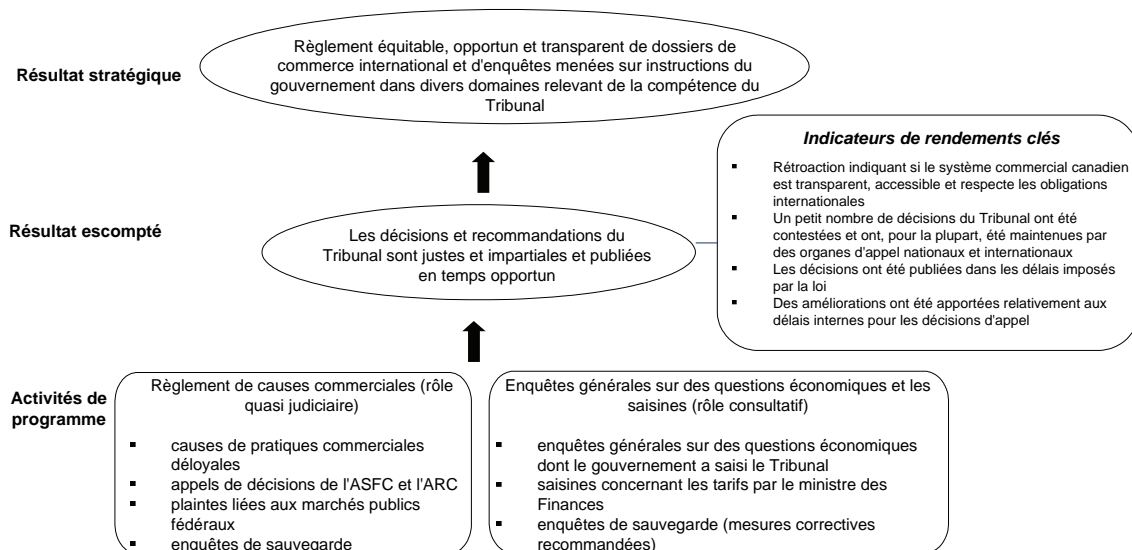 Résultat stratégique
Règlement équitable, opportun et transparent de dossiers de
commerce international et d'enquêtes menées sur instructions du
gouvernement dans divers domaines relevant de la compétence du
Tribunal
Indicateurs de rendements clés
▪ Rétroaction indiquant si le système commercial canadien
est transparent, accessible et respecte les obligations
internationales
▪ Un petit nombre de décisions du Tribunal ont été
contestées et ont, pour la plupart, été maintenues par
des organes d'appel nationaux et internationaux
▪ Les décisions ont été publiées dans les délais imposés
par la loi
▪ Des améliorations ont été apportées relativement aux
délais internes pour les décisions d'appel
Résultat escompté
Les décisions et recommandations du
Tribunal sont justes et impartiales et publiées
en temps opportun
Activités de
programme
Règlement de causes commerciales (rôle
quasi judiciaire)
▪ causes de pratiques commerciales
déloyales
▪ appels de décisions de l'ASFC et l'ARC
▪ plaintes liées aux marchés publics
fédéraux
▪ enquêtes de sauvegarde
Enquêtes générales sur des questions économiques et les
saisines (rôle consultatif)
▪ enquêtes générales sur des questions économiques
dont le gouvernement a saisi le Tribunal
▪ saisines concernant les tarifs par le ministre des
Finances
▪ enquêtes de sauvegarde (mesures correctives
recommandées)